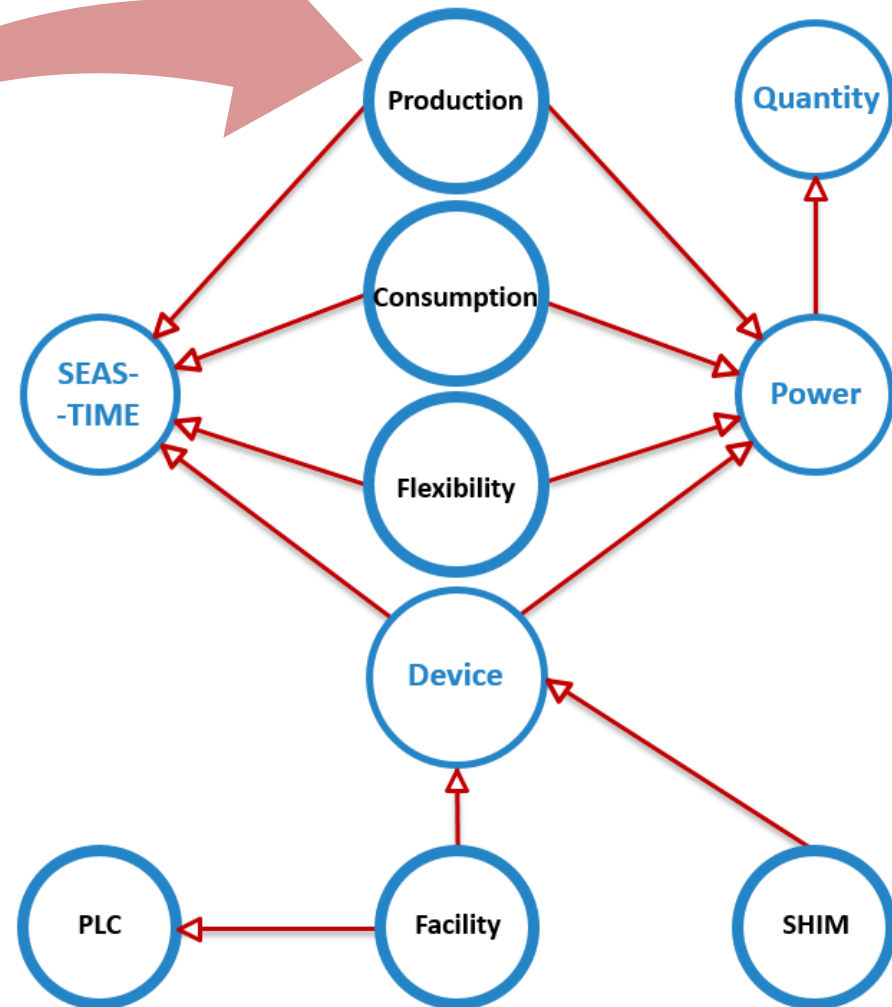 Production
Quantity
Consumption
SEAS-
-TIME
Power
Flexibility
Device
PLC
Facility
SHIM